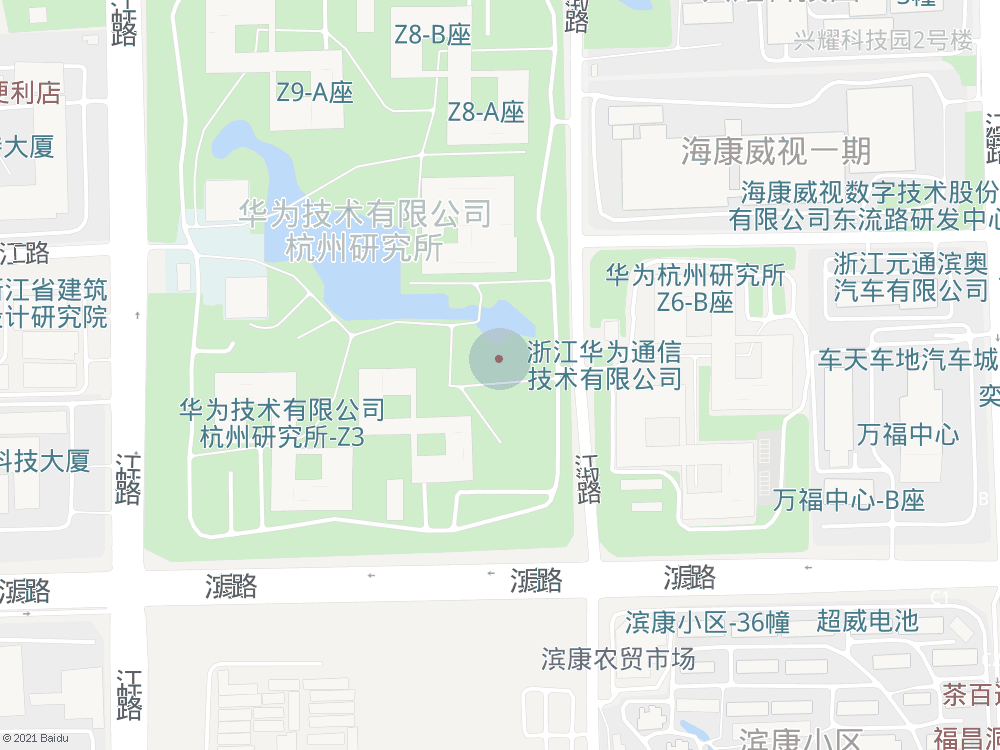 Z8-B座
3幢
兴耀科技园2号楼
便利店
Z9-A座
Z8-A座
大厦
海康威视一期
海康威视数字技术股份
有限公司东流路研发中心
华为技术有限公司
杭州研究所
江路
浙江元通滨奥
汽车有限公司
华为杭州研究所
Z6-B座
浙江省建筑
设计研究院
浙江华为通信
技术有限公司
车天车地汽车城
奕
华为技术有限公司
杭州研究所-Z3
万福中心
科技大厦
万福中心-B座
B
C1
滨康小区-36幢
超威电池
滨康农贸市场
茶百道
滨康小区
福昌洞
© 2021 Baidu